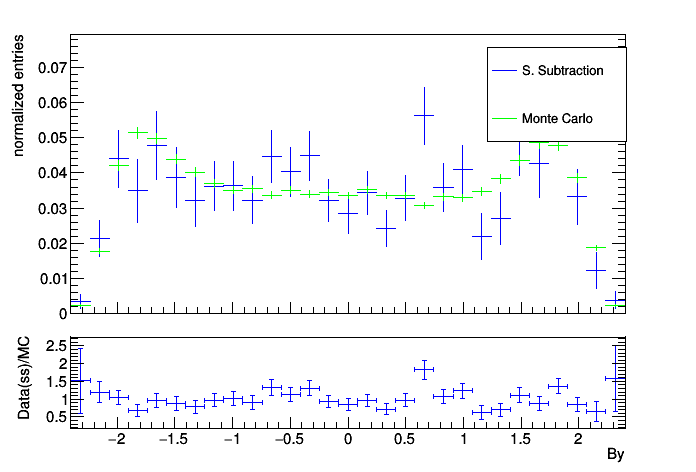 normalized entries
0.07
0.06
0.05
0.04
0.03
0.02
0.01
0
S. Subtraction
Monte Carlo
Data(ss)/MC
2.5
2
1.5
1
0.5
−2 −1.5 −1 −0.5 0 0.5 1 1.5 2
By